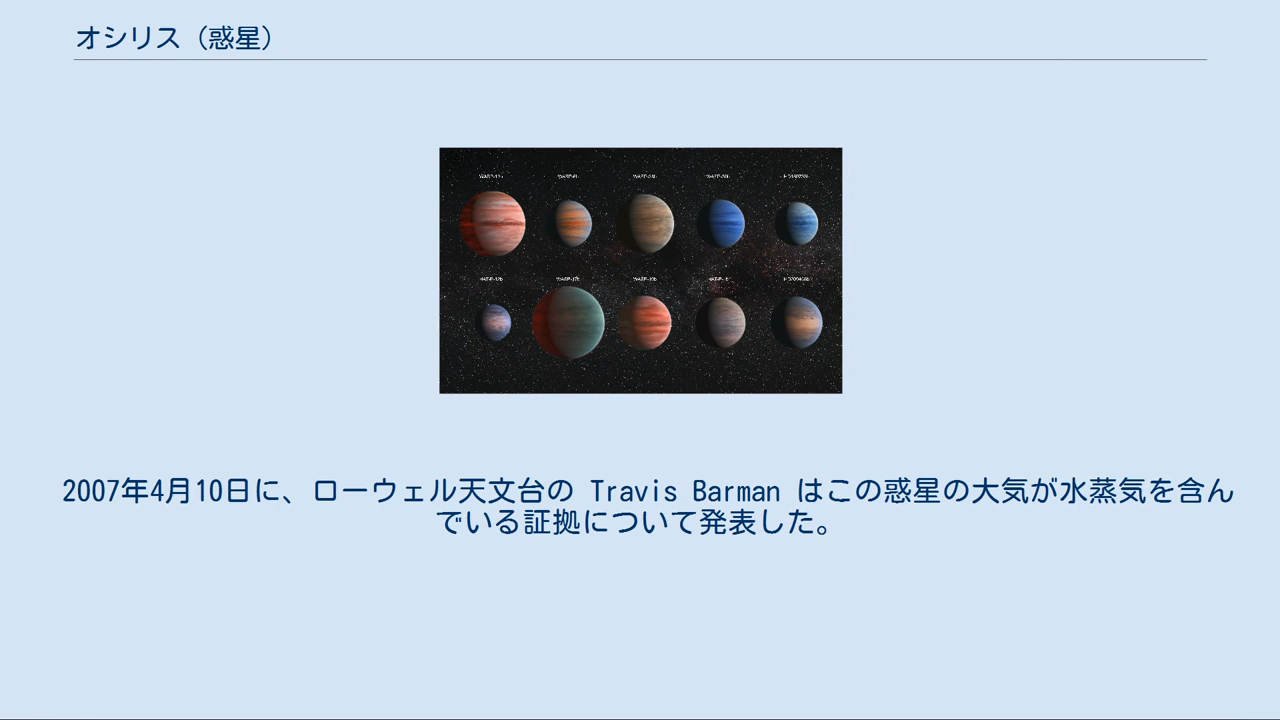 オシリス（惑星）
2007年4月10日に、ローウェル天文台の Travis Barman はこの惑星の大気が水蒸気を含ん
でいる証拠について発表した。